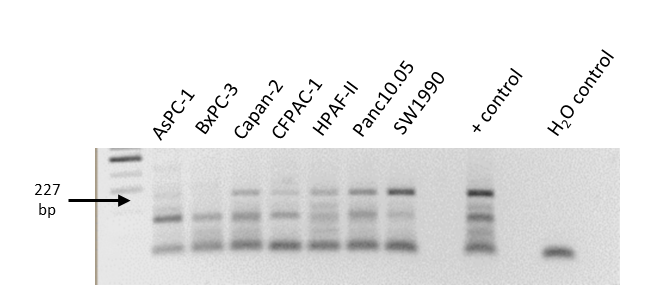 AsPC-1
BxPC-3
Capan-2
CFPAC-1
HPAF-II
Panc10.05
SW1990
+ control
H₂O control
227
bp